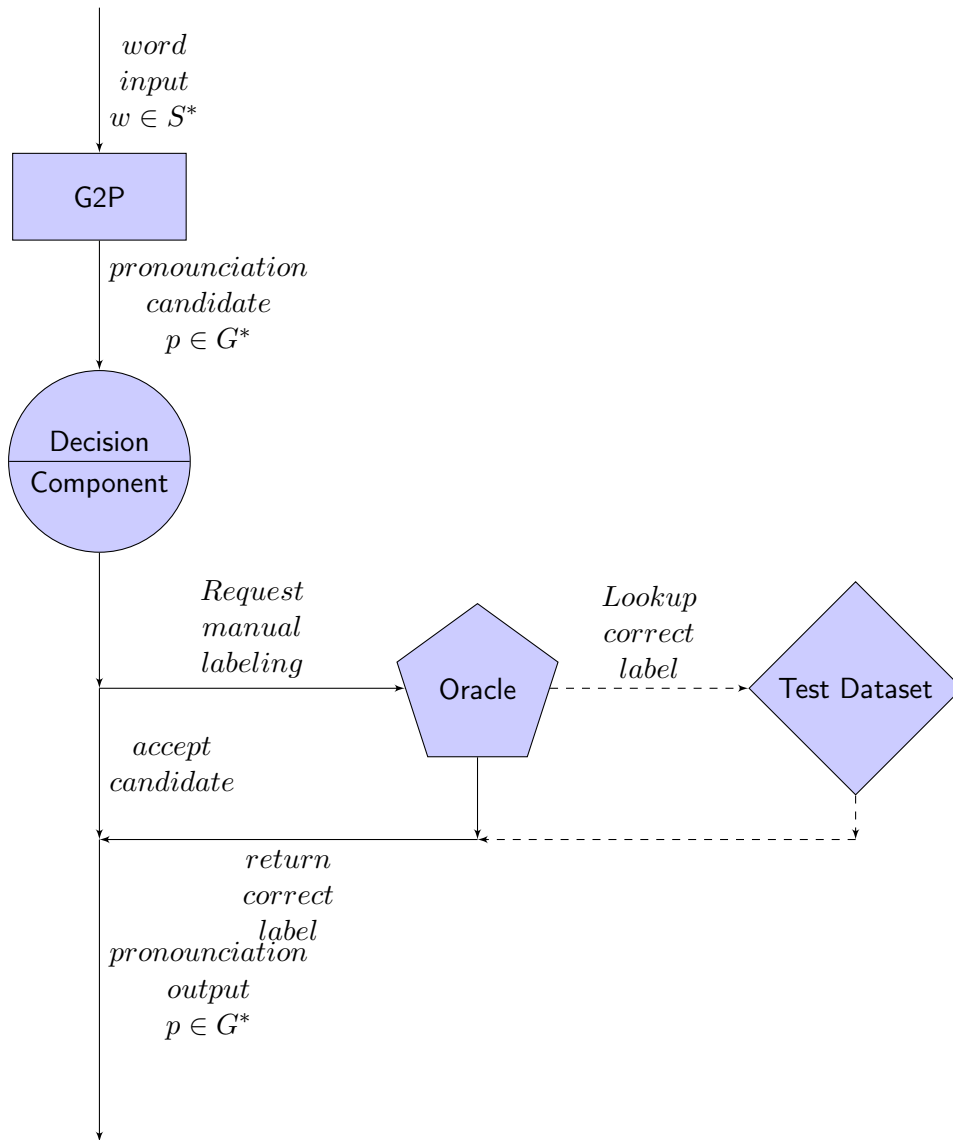 word
input
w ∈ S*
G2P
pronounciation
candidate
p ∈ G*
Decision
Component
Request
manual
labeling
Oracle
Lookup
correct
label
Test Dataset
accept
candidate
return
correct
label
pronounciation
output
p ∈ G*